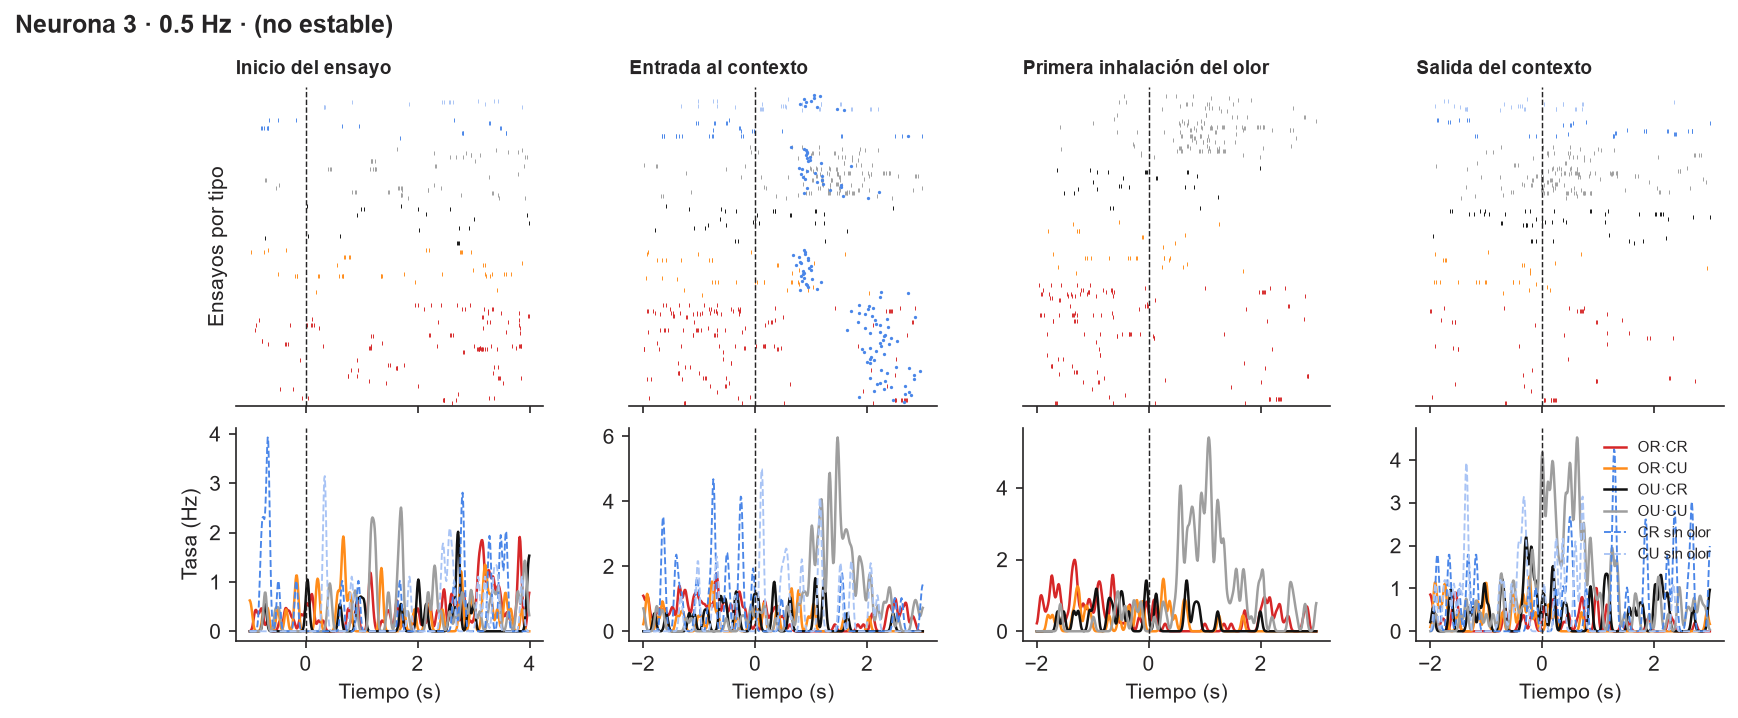 Neurona 3 · 0.5 Hz · (no estable)
Inicio del ensayo
Entrada al contexto
Primera inhalación del olor
Salida del contexto
Ensayos por tipo
Tasa (Hz)
4
3
2
1
0
0
2
4
Tiempo (s)
6
4
2
0
−2
0
2
Tiempo (s)
4
2
0
−2
0
2
Tiempo (s)
4
3
2
1
0
−2
0
2
Tiempo (s)
OR·CR
OR·CU
OU·CR
OU·CU
CR sin olor
CU sin olor